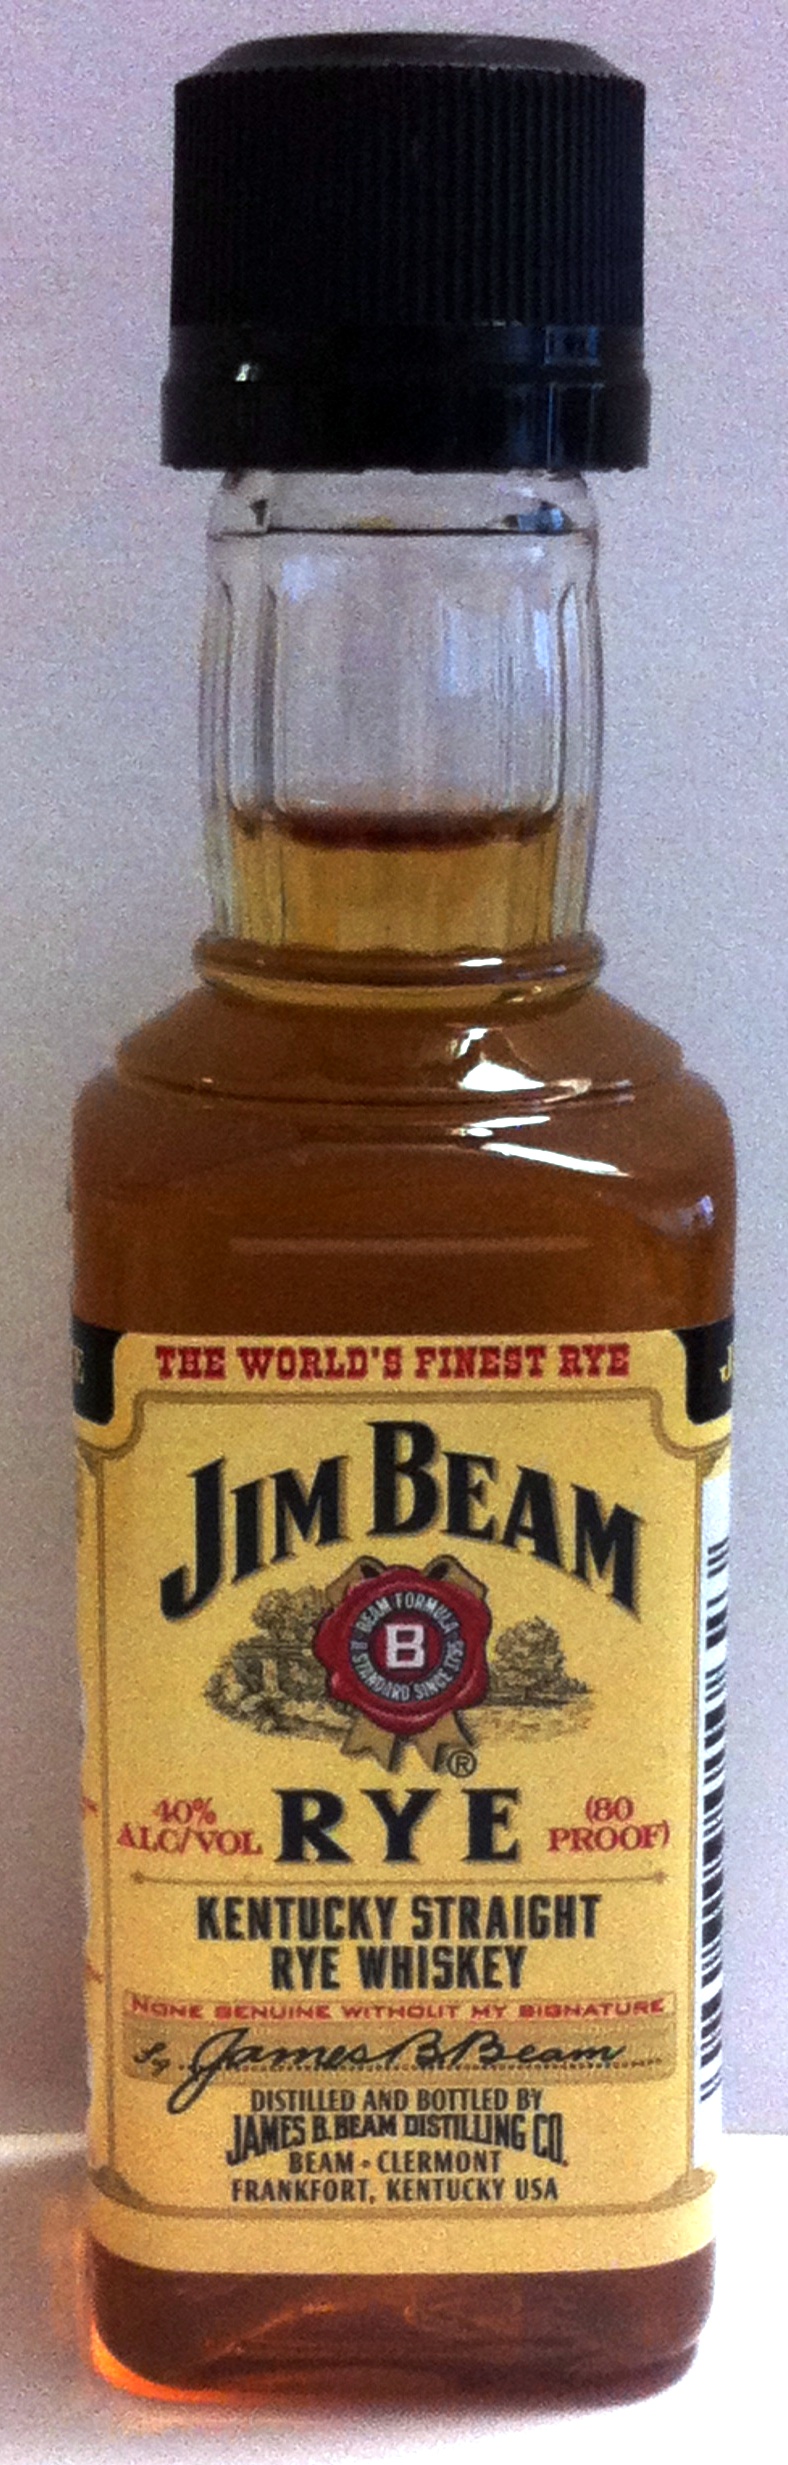 THE WORLD'S FINEST RYE
JIM BEAM
BEAM FORMULA
B
STANDARD SINCE 1795
®
40%
ALC/VOL
RYE
(80
PROOF)
KENTUCKY STRAIGHT
RYE WHISKEY
NONE GENUINE WITHOUT MY SIGNATURE
James B. Beam
DISTILLED AND BOTTLED BY
JAMES B. BEAM DISTILLING CO.
BEAM • CLERMONT
FRANKFORT, KENTUCKY USA